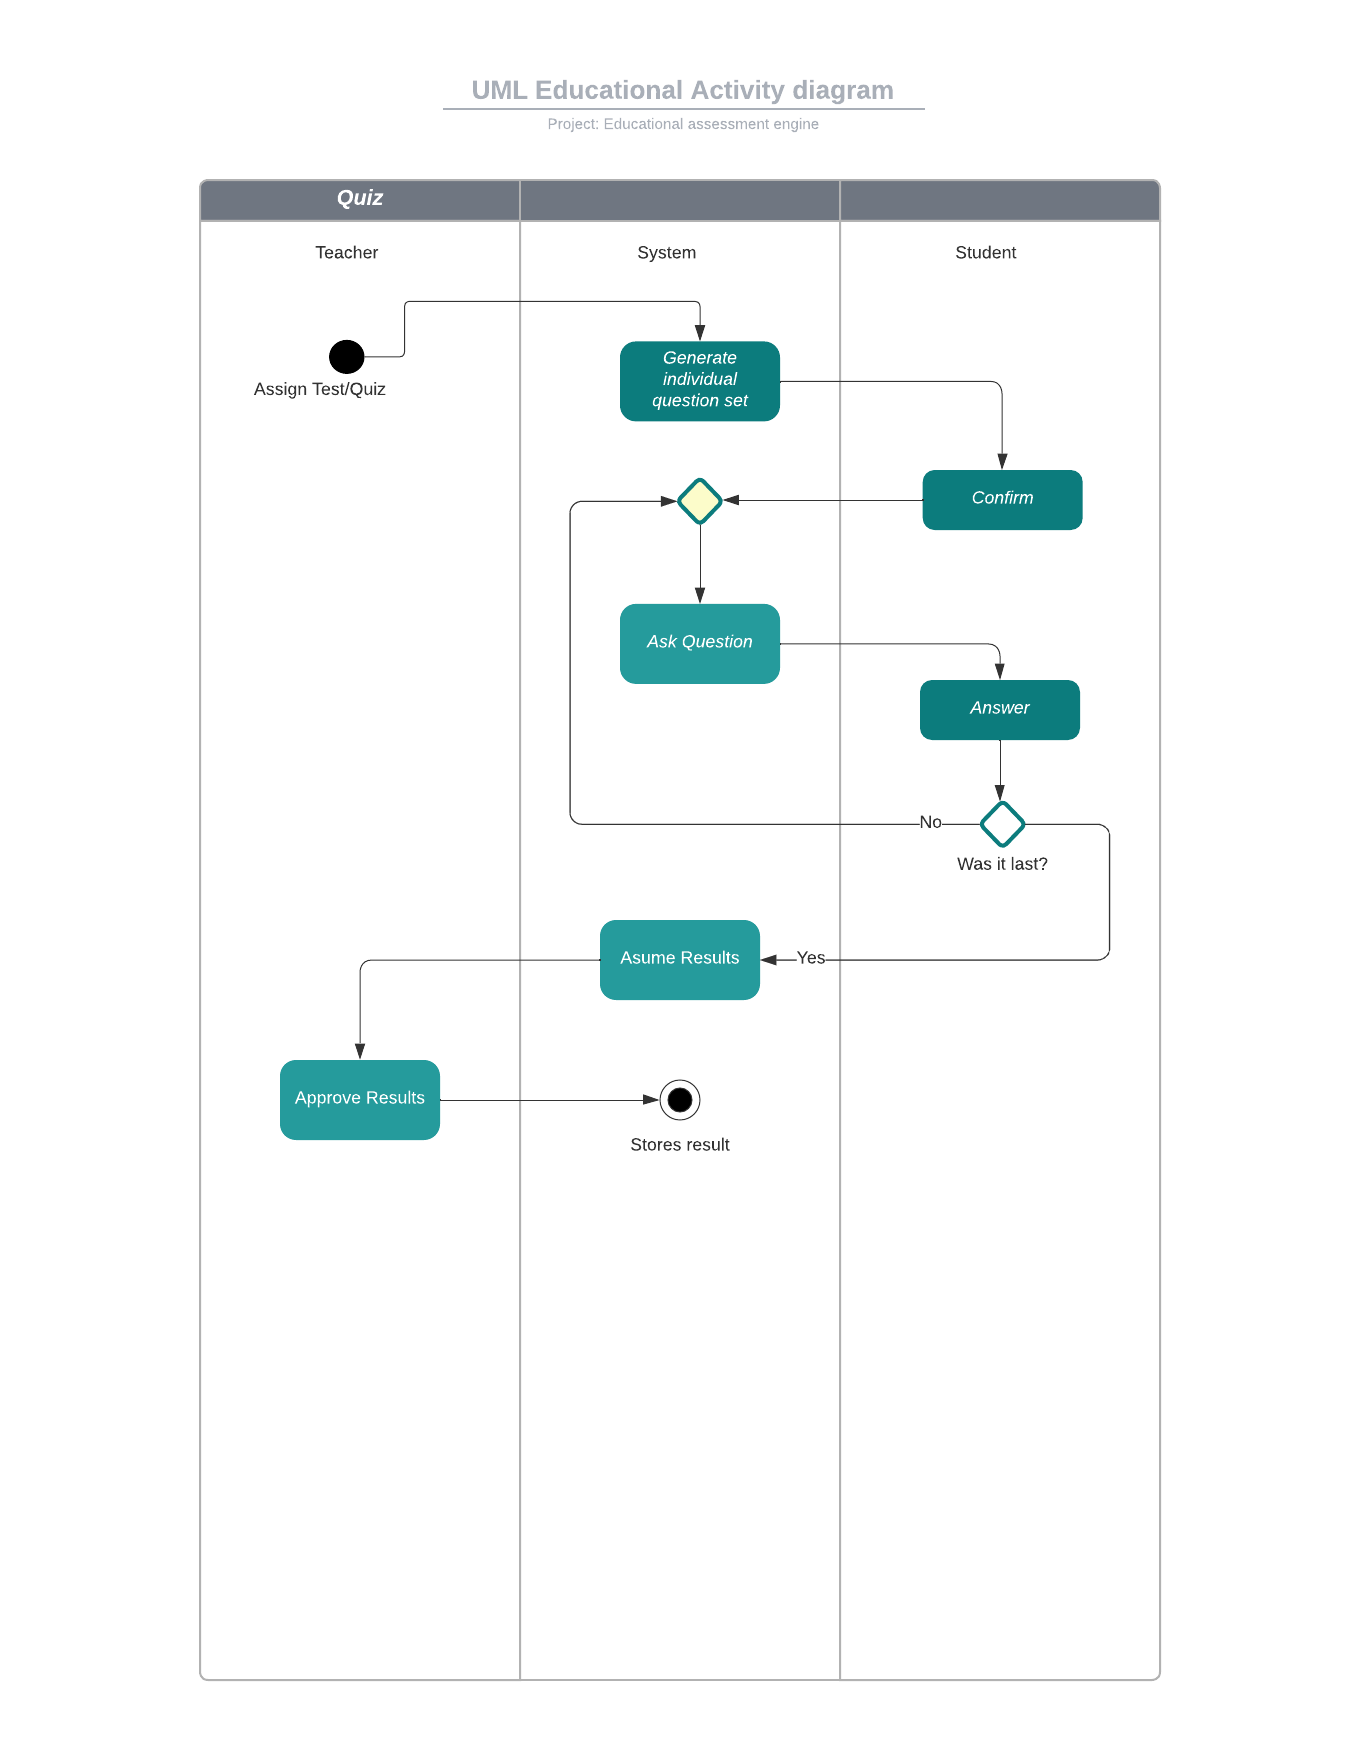 UML Educational Activity diagram
Project: Educational assessment engine
Quiz
Teacher
System
Student
Assign Test/Quiz
Generate
individual
question set
Confirm
Ask Question
Answer
No
Was it last?
Asume Results
Yes
Approve Results
Stores result